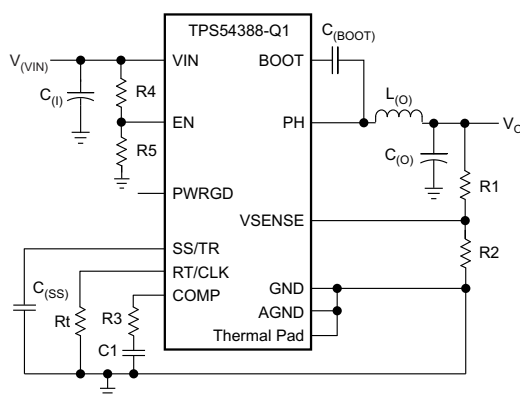 TPS54388-Q1
V(VIN)
C(I)
R4
R5
VIN
EN
PWRGD
SS/TR
RT/CLK
COMP
BOOT
PH
VSENSE
GND
AGND
Thermal Pad
C(BOOT)
L(O)
C(O)
R1
R2
C(SS)
Rt
R3
C1